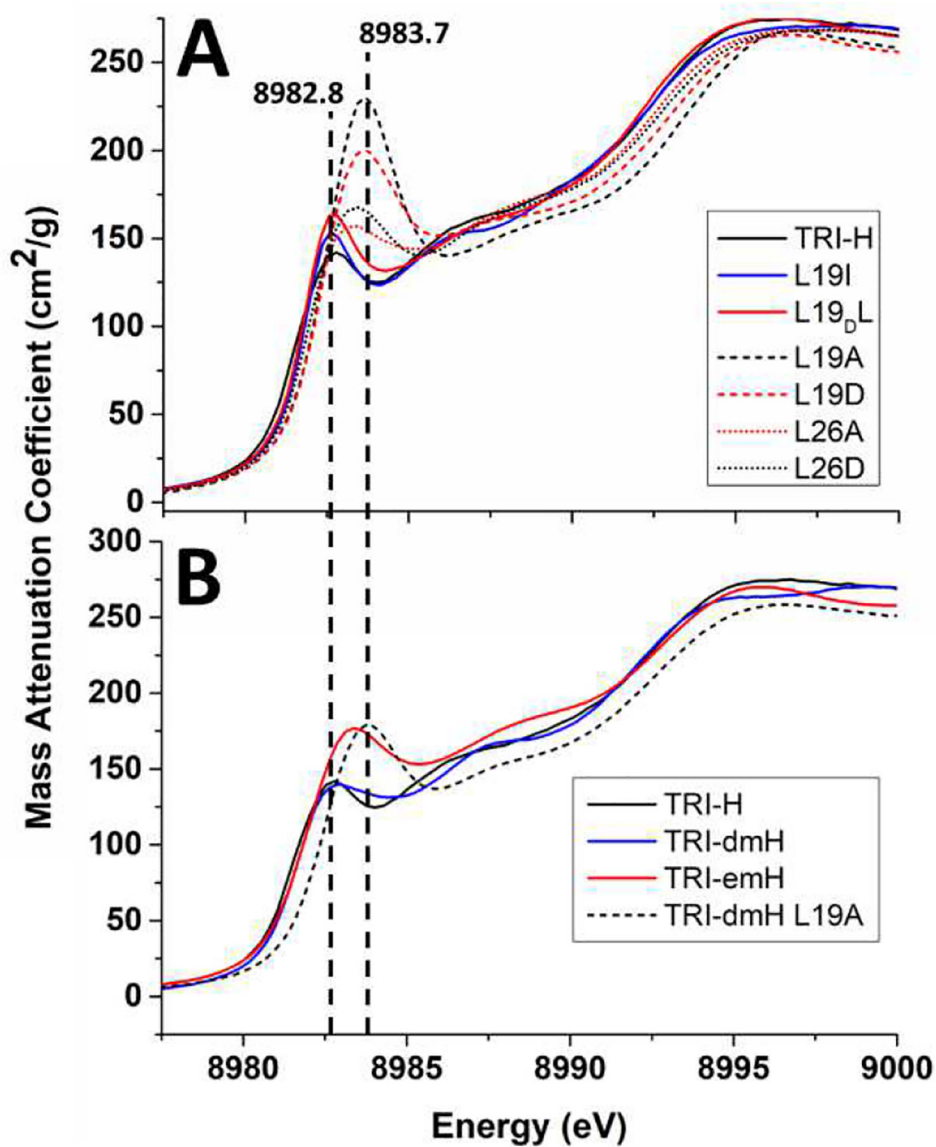 A
8983.7
8982.8
250
200
150
100
50
0
TRI-H
L19I
L19DL
L19A
L19D
L26A
L26D
Mass Attenuation Coefficient (cm²/g)
B
300
250
200
150
100
50
0
TRI-H
TRI-dmH
TRI-emH
TRI-dmH L19A
8980 8985 8990 8995 9000
Energy (eV)